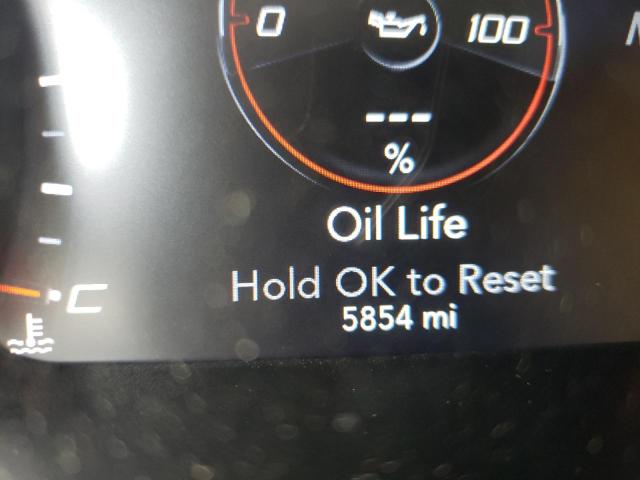 0 100
---
%
Oil Life
Hold OK to Reset
5854 mi
C